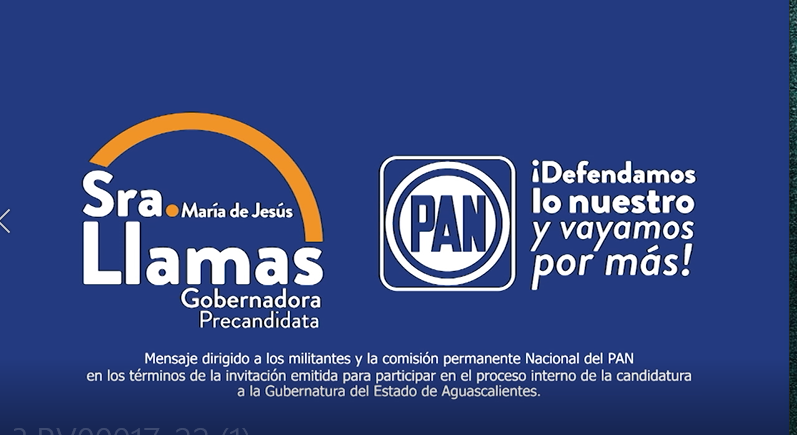 Sra. María de Jesús
Llamas
Gobernadora
Precandidata
PAN
¡Defendamos
lo nuestro
y vayamos
por más!
Mensaje dirigido a los militantes y la comisión permanente Nacional del PAN
en los términos de la invitación emitida para participar en el proceso interno de la candidatura
a la Gubernatura del Estado de Aguascalientes.